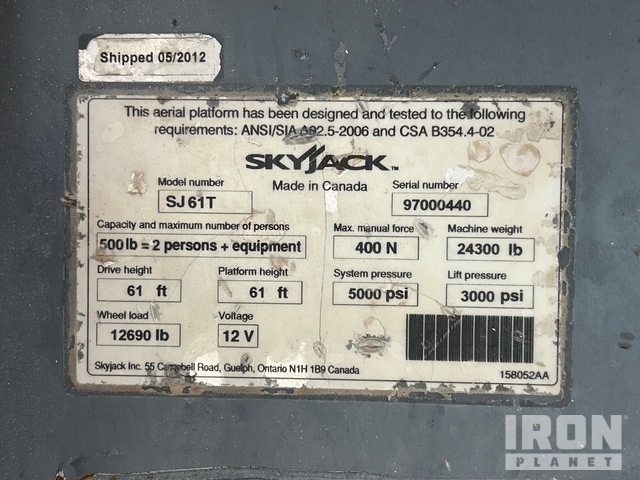 Shipped 05/2012
This aerial platform has been designed and tested to the following
requirements: ANSI/SIA A92.5-2006 and CSA B354.4-02
SKYJACK™
Made in Canada
Model number Serial number
SJ 61T 97000440
Capacity and maximum number of persons Max. manual force Machine weight
500 lb = 2 persons + equipment 400 N 24300 lb
Drive height Platform height System pressure Lift pressure
61 ft 61 ft 5000 psi 3000 psi
Wheel load Voltage
12690 lb 12 V
Skyjack Inc. 55 Campbell Road, Guelph, Ontario N1H 1B9 Canada
158052AA
IRON
PLANET